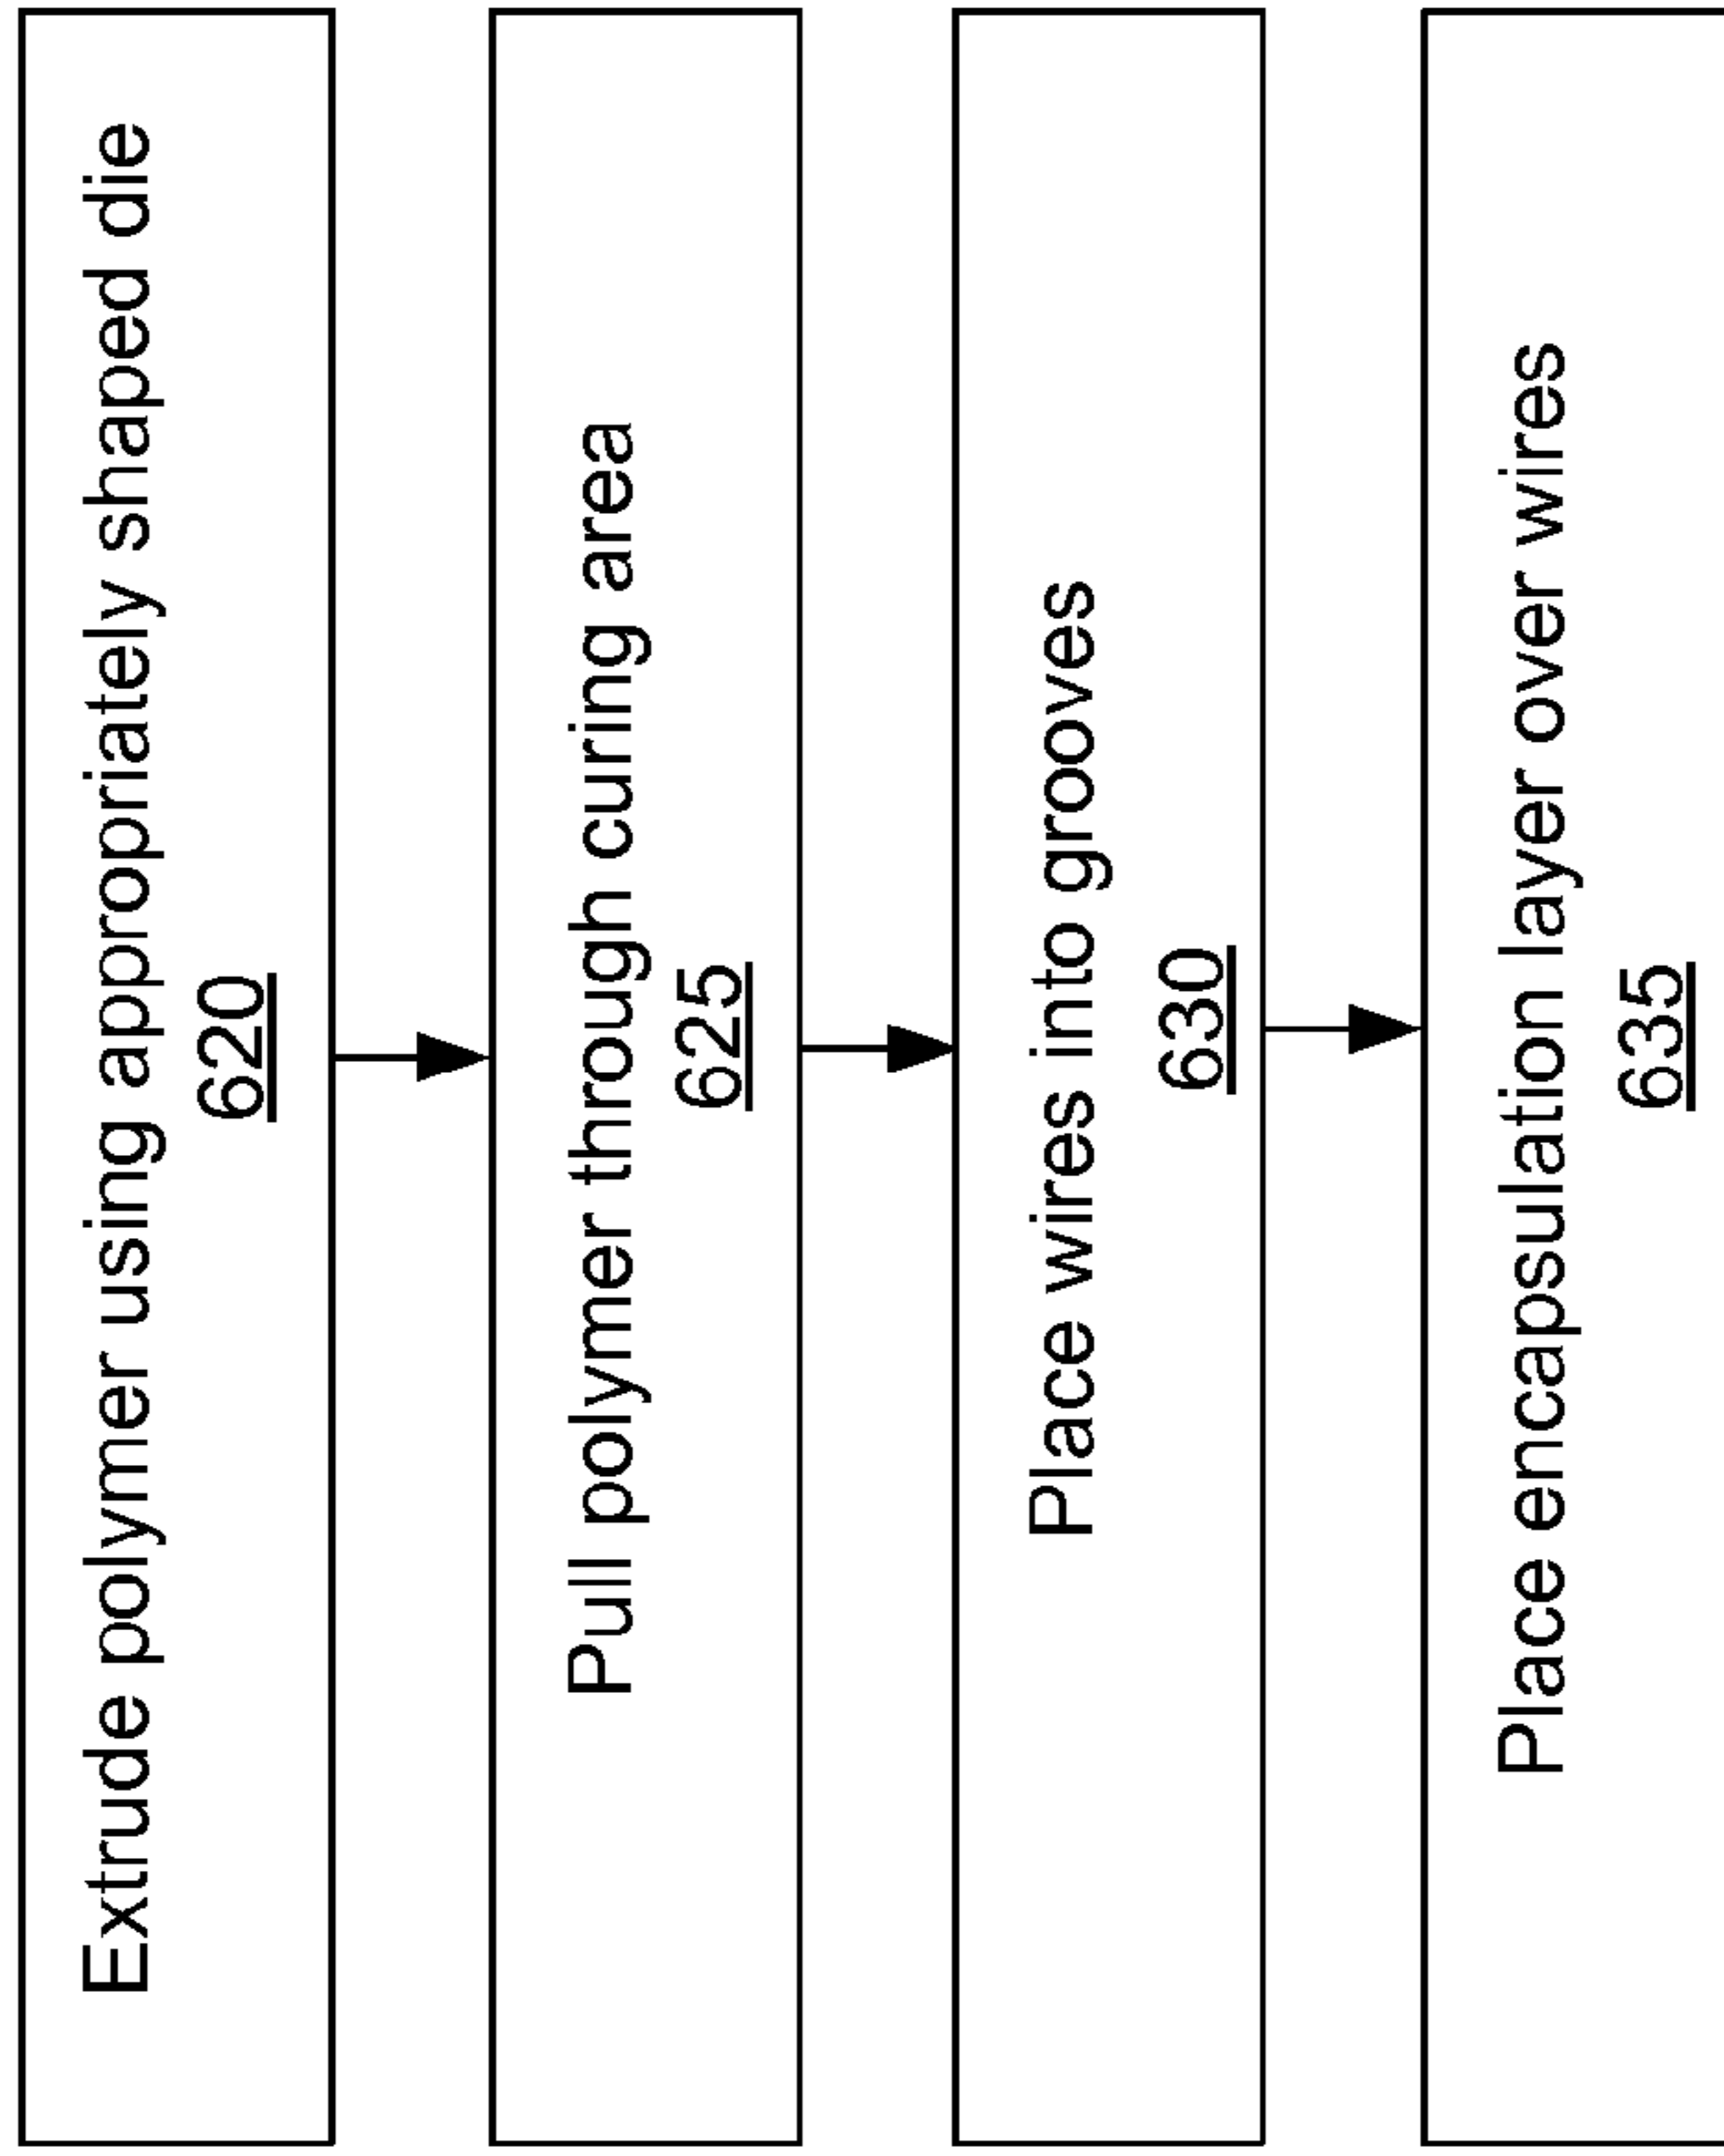 Extrude polymer using appropriately shaped die
620
Pull polymer through curing area
625
Place wires into grooves
630
Place encapsulation layer over wires
635